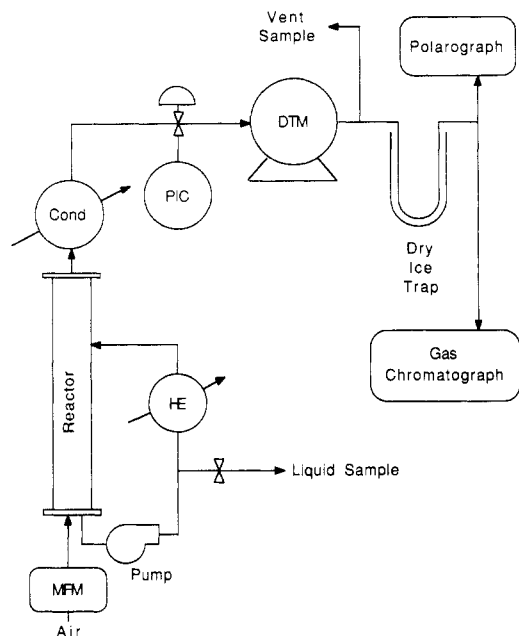 Vent
Sample
Polarograph
DTM
PIC
Cond
Dry
Ice
Trap
Gas
Chromatograph
Reactor
HE
Liquid Sample
Pump
MFM
Air